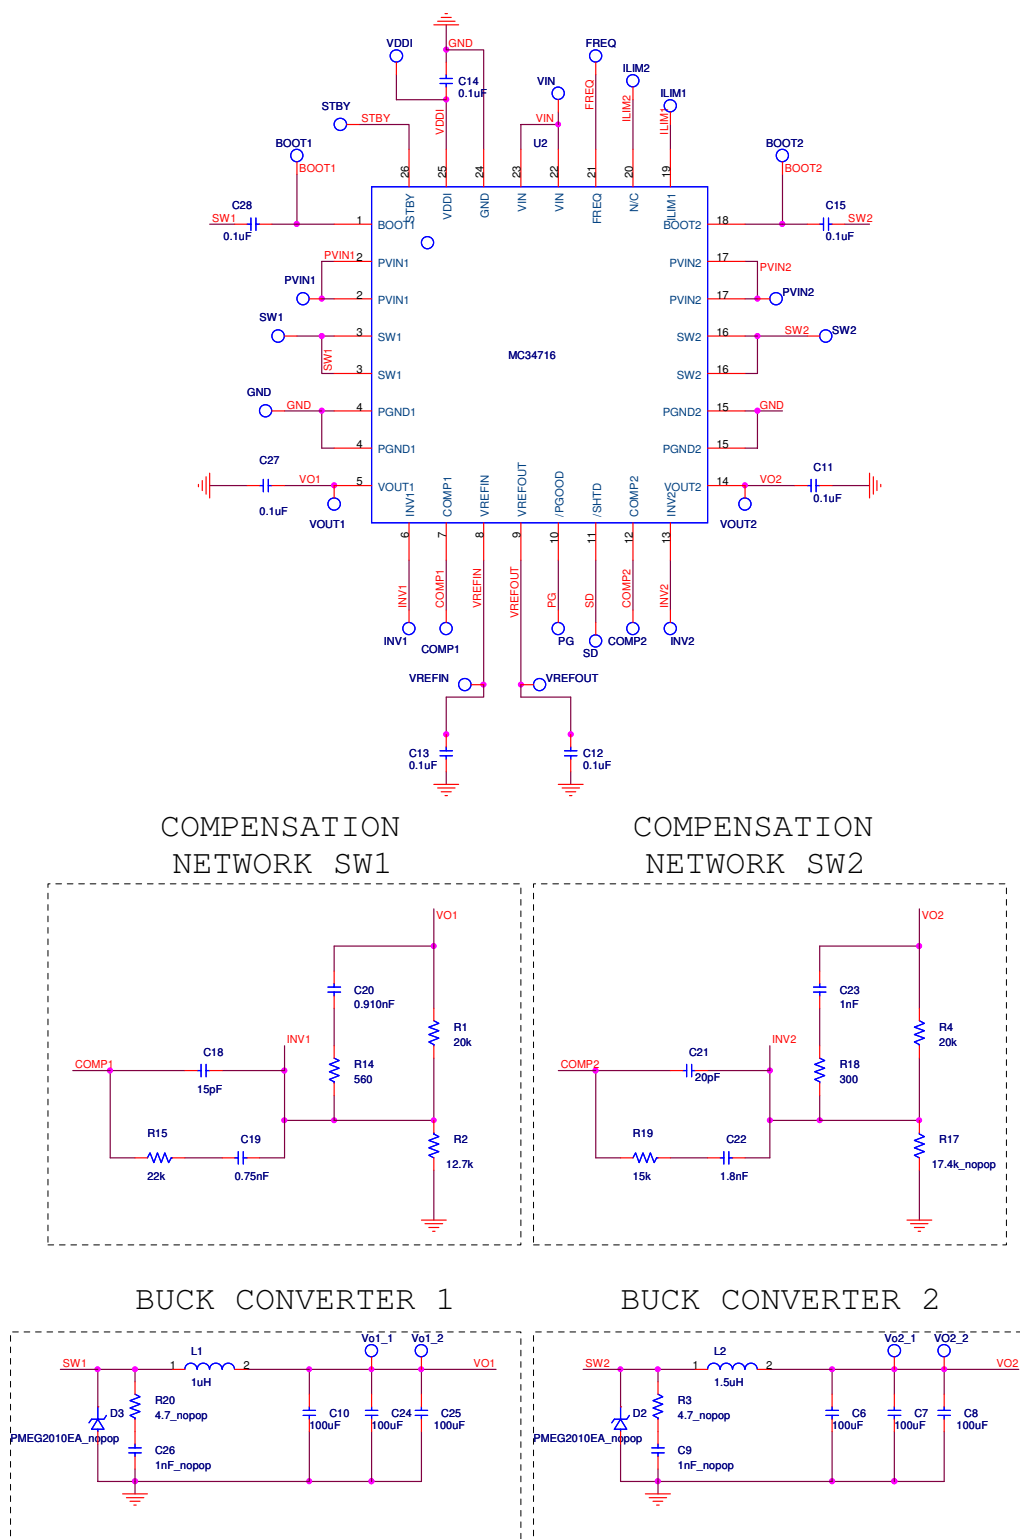 VDDI
GND
FREQ
ILIM2
VIN
ILIM1
C14
0.1uF
STBY
STBY
VDDI
VIN
FREQ
ILIM2
ILIM1
U2
BOOT1
BOOT1
BOOT2
BOOT2
26
25
24
23
22
21
20
19
STBY
VDDI
GND
VIN
VIN
FREQ
N/C
ILIM1
C28
SW1
0.1uF
1
BOOT1
BOOT2
18
C15
SW2
0.1uF
PVIN1
2
PVIN1
PVIN2
17
PVIN2
PVIN1
2
PVIN1
PVIN2
17
PVIN2
SW1
3
SW1
SW2
16
SW2
SW2
SW1
3
SW1
SW2
16
MC34716
GND
GND
4
PGND1
PGND2
15
GND
4
PGND1
PGND2
15
C27
0.1uF
VO1
5
VOUT1
VOUT2
14
VO2
C11
0.1uF
VOUT1
VOUT2
INV1
COMP1
VREFIN
VREFOUT
/PGOOD
/SHTD
COMP2
INV2
6
7
8
9
10
11
12
13
INV1
COMP1
VREFIN
VREFOUT
PG
SD
COMP2
INV2
INV1
COMP1
PG
SD
COMP2
INV2
VREFIN
VREFOUT
C13
0.1uF
C12
0.1uF
COMPENSATION
NETWORK SW1
VO1
C20
0.910nF
R1
20k
INV1
COMP1
C18
15pF
R14
560
R15
22k
C19
0.75nF
R2
12.7k
COMPENSATION
NETWORK SW2
VO2
C23
1nF
R4
20k
INV2
COMP2
C21
20pF
R18
300
R19
15k
C22
1.8nF
R17
17.4k_nopop
BUCK CONVERTER 1
SW1
1
L1
2
1uH
Vo1_1
Vo1_2
VO1
D3
PMEG2010EA_nopop
R20
4.7_nopop
C26
1nF_nopop
C10
100uF
C24
100uF
C25
100uF
BUCK CONVERTER 2
SW2
1
L2
2
1.5uH
Vo2_1
VO2_2
VO2
D2
PMEG2010EA_nopop
R3
4.7_nopop
C9
1nF_nopop
C6
100uF
C7
100uF
C8
100uF